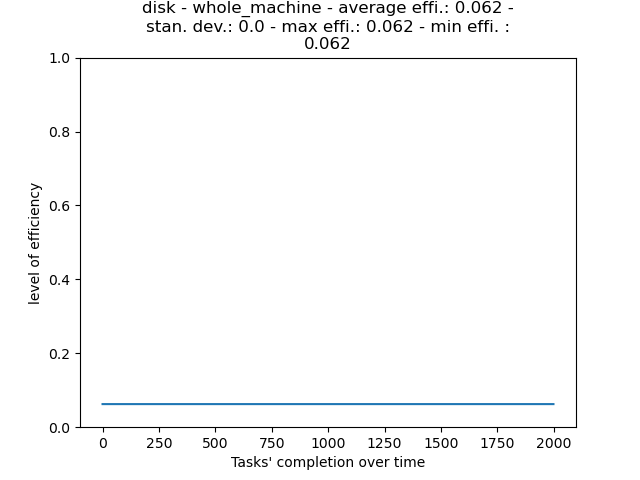 disk - whole_machine - average effi.: 0.062 -
stan. dev.: 0.0 - max effi.: 0.062 - min effi. :
0.062
1.0
0.8
0.6
0.4
0.2
0.0
level of efficiency
0 250 500 750 1000 1250 1500 1750 2000
Tasks' completion over time